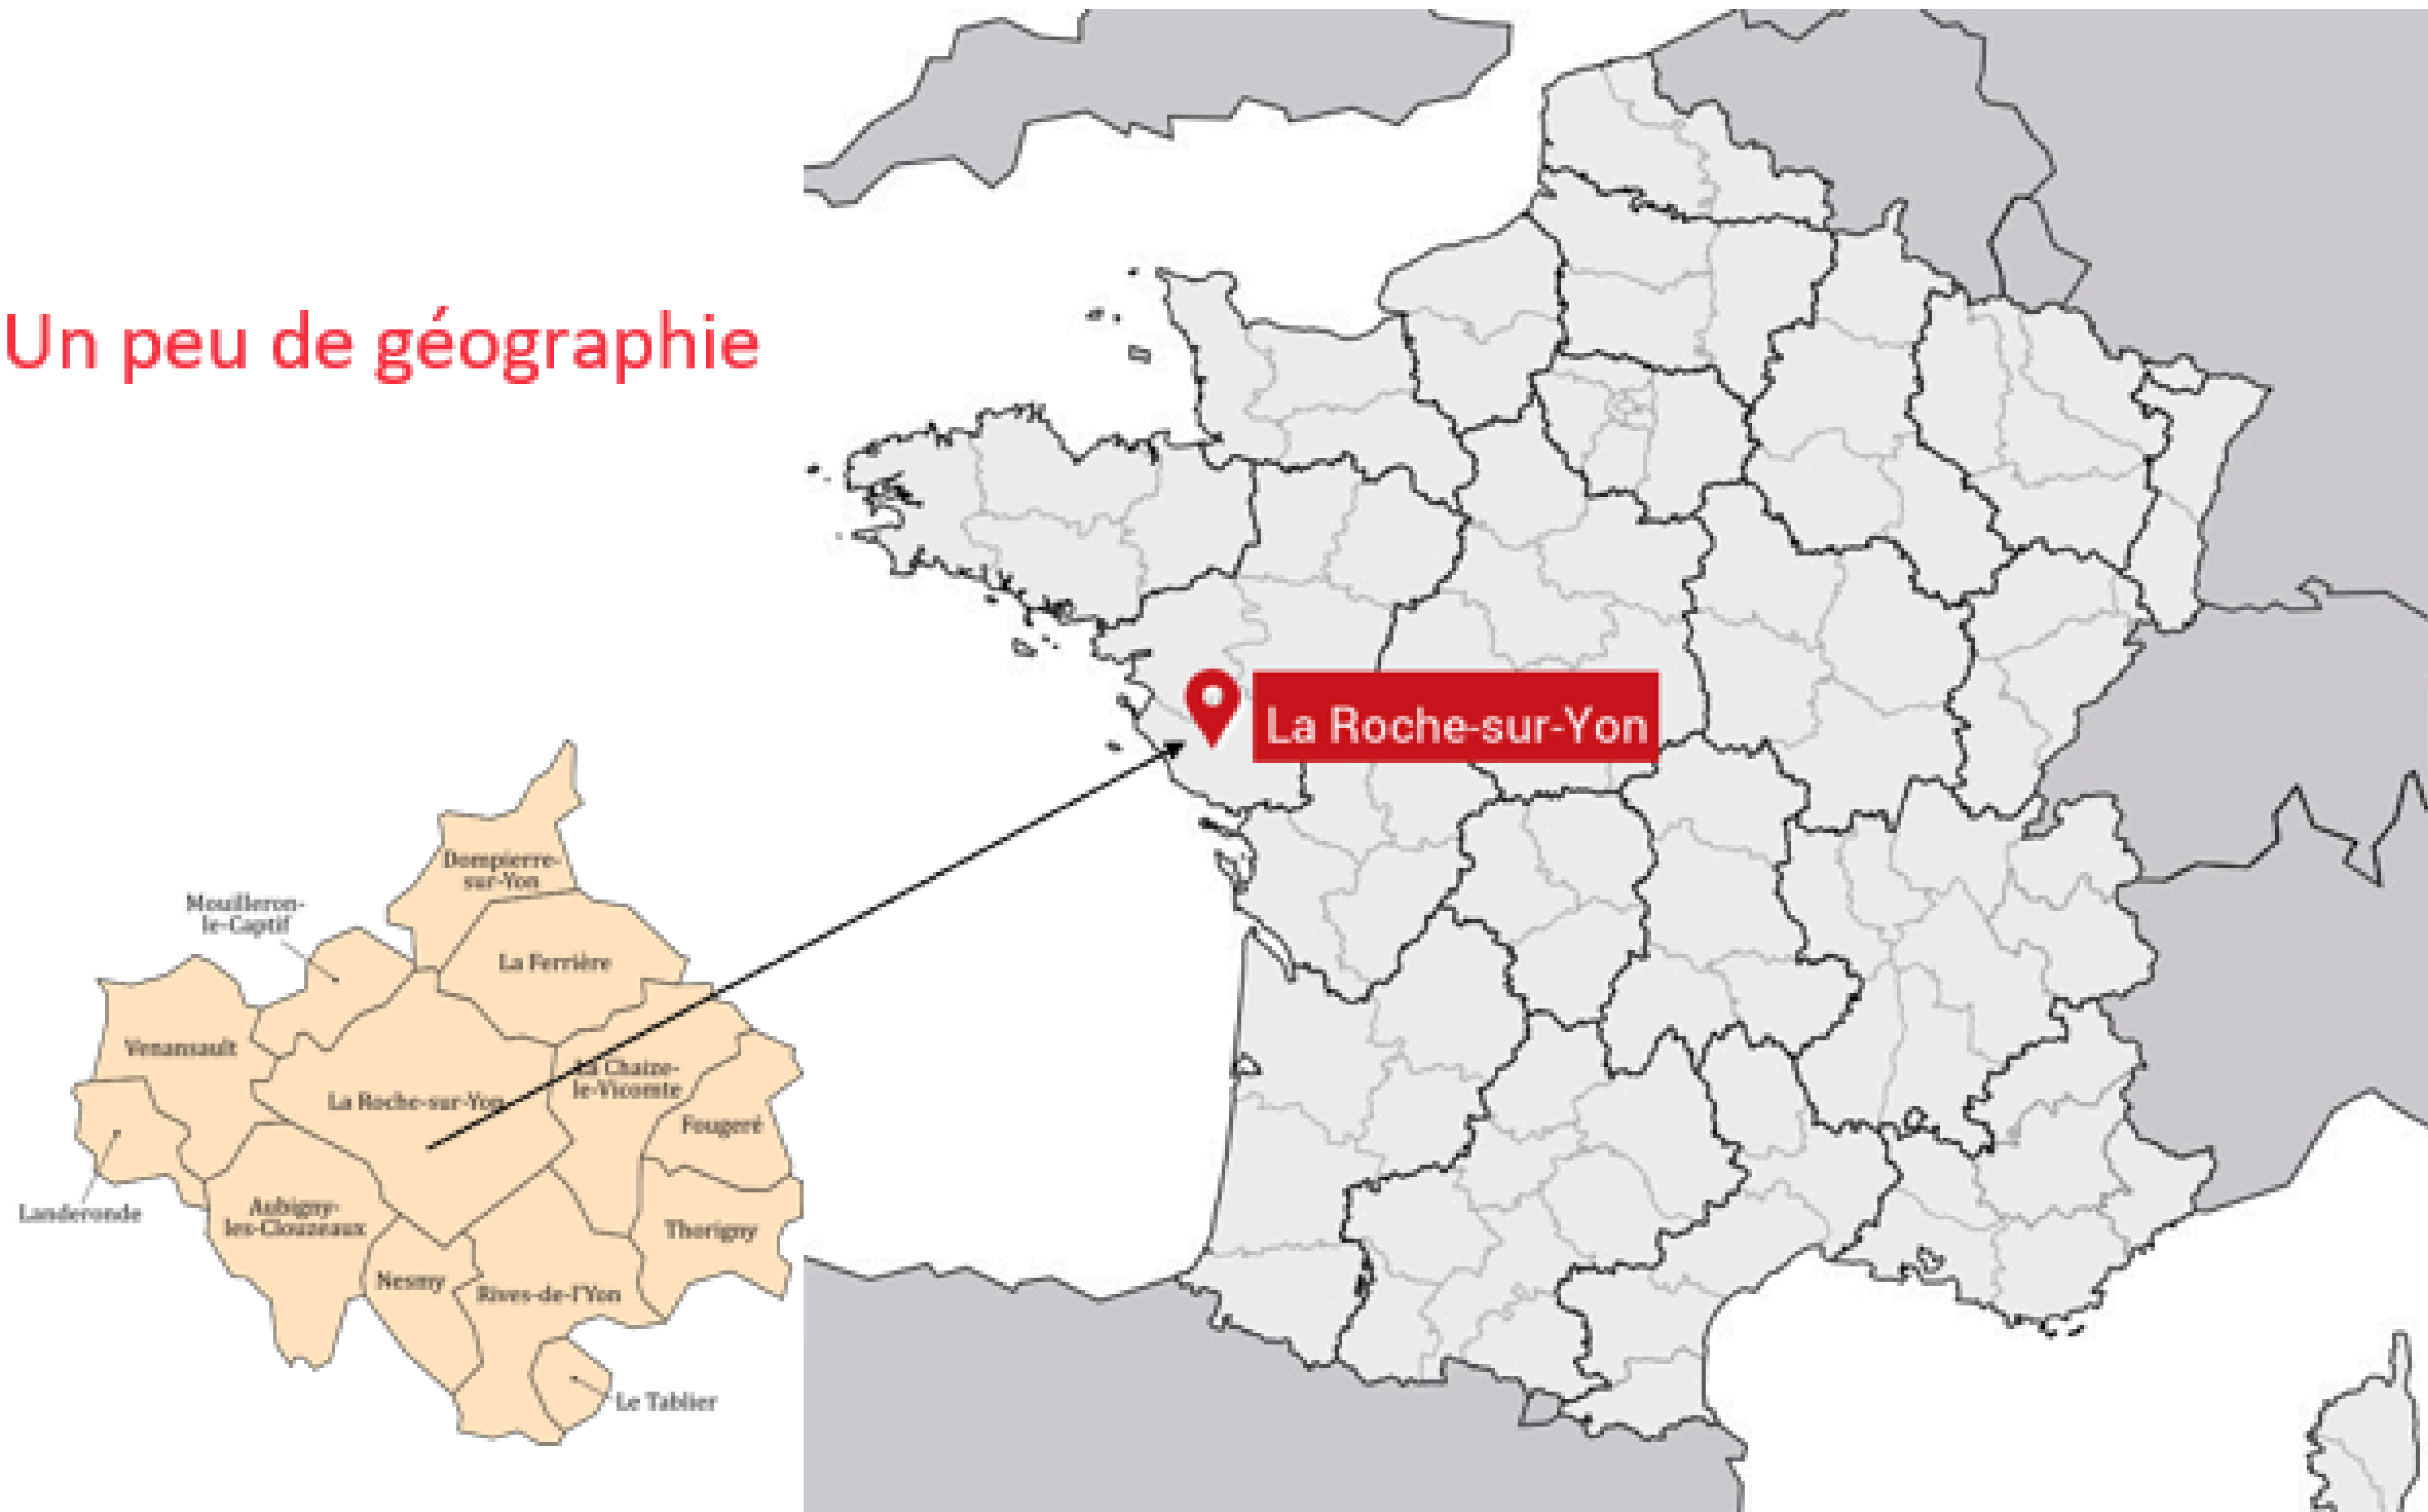 Un peu de géographie
La Roche-sur-Yon
Dompierre-
sur-Yon
Mouilleron-
le-Captif
La Ferrière
Venansault
La Chaize-
le-Vicomte
La Roche-sur-Yon
Fougeré
Landeronde
Aubigny-
les-Clouzeaux
Thorigny
Nesmy
Rives-de-l'Yon
Le Tablier